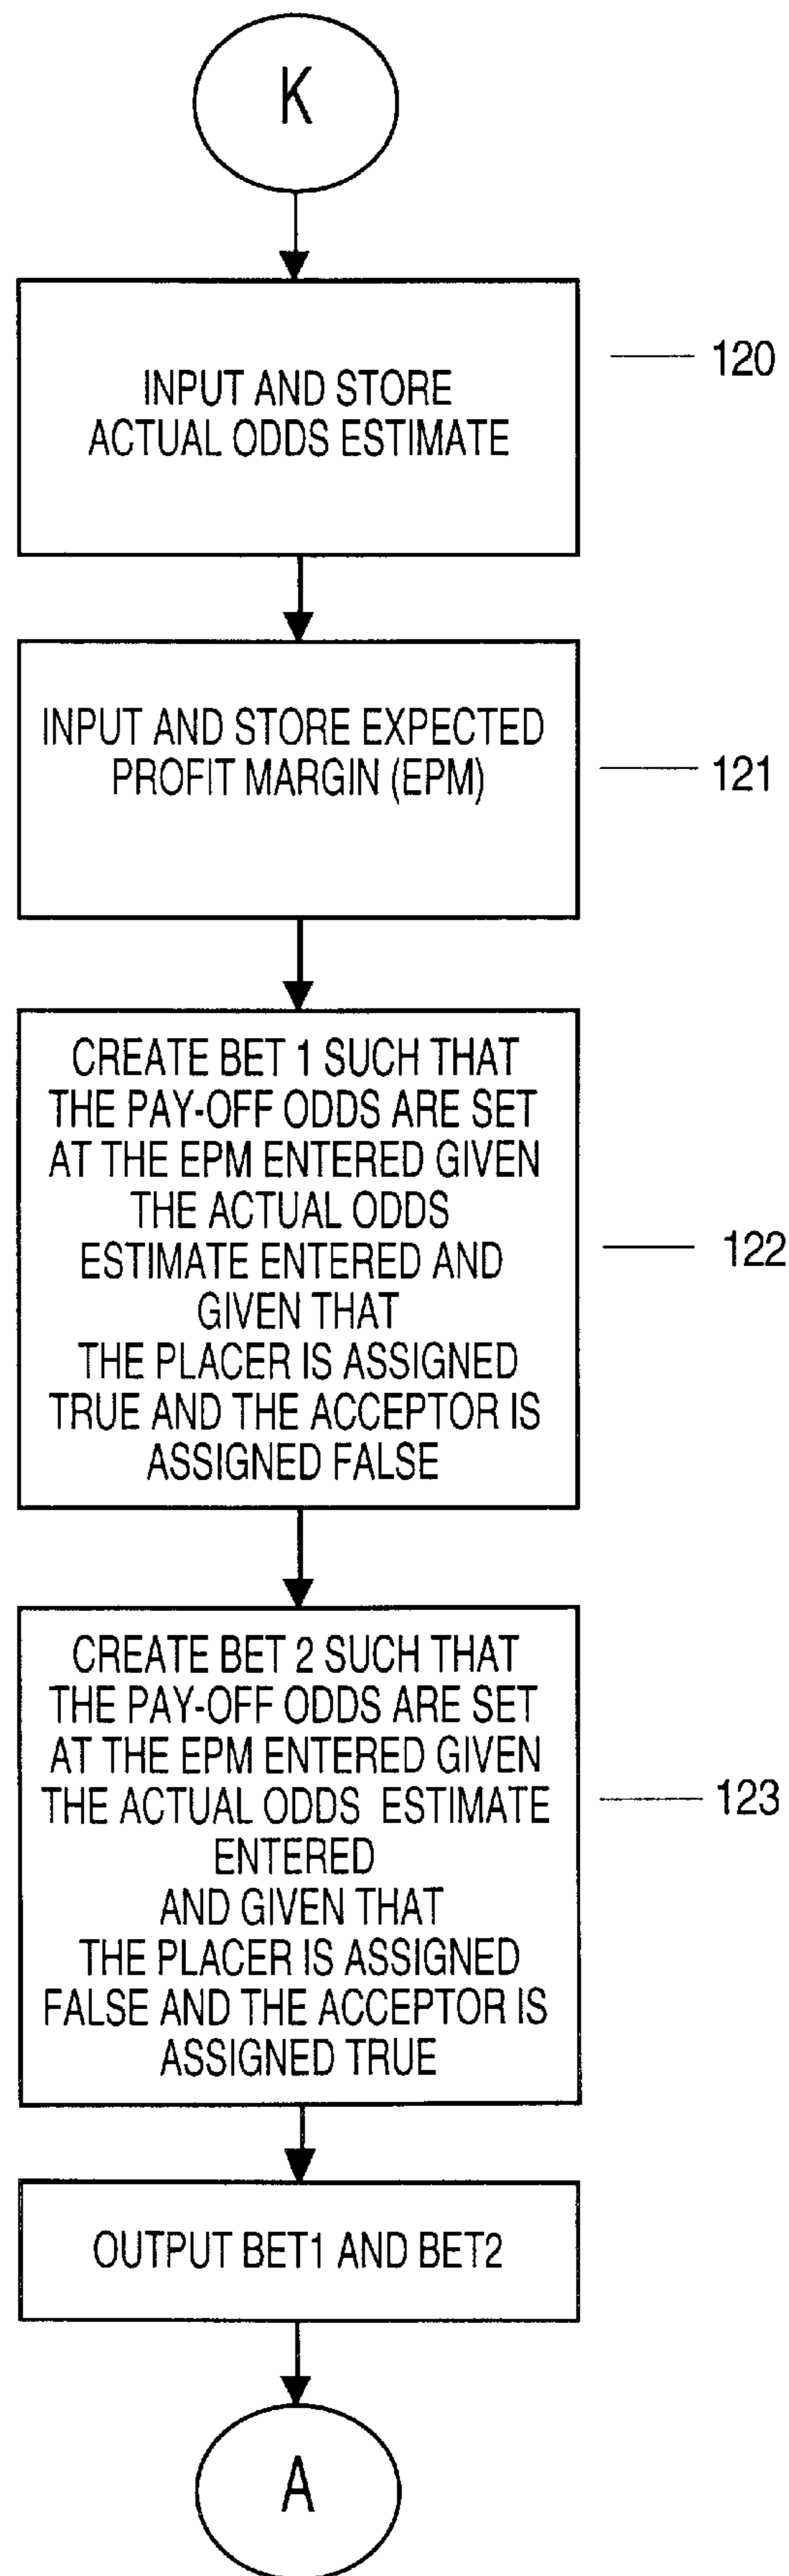 K
INPUT AND STORE
ACTUAL ODDS ESTIMATE
120
INPUT AND STORE EXPECTED
PROFIT MARGIN (EPM)
121
CREATE BET 1 SUCH THAT
THE PAY-OFF ODDS ARE SET
AT THE EPM ENTERED GIVEN
THE ACTUAL ODDS
ESTIMATE ENTERED AND
GIVEN THAT
THE PLACER IS ASSIGNED
TRUE AND THE ACCEPTOR IS
ASSIGNED FALSE
122
CREATE BET 2 SUCH THAT
THE PAY-OFF ODDS ARE SET
AT THE EPM ENTERED GIVEN
THE ACTUAL ODDS ESTIMATE
ENTERED
AND GIVEN THAT
THE PLACER IS ASSIGNED
FALSE AND THE ACCEPTOR IS
ASSIGNED TRUE
123
OUTPUT BET1 AND BET2
A